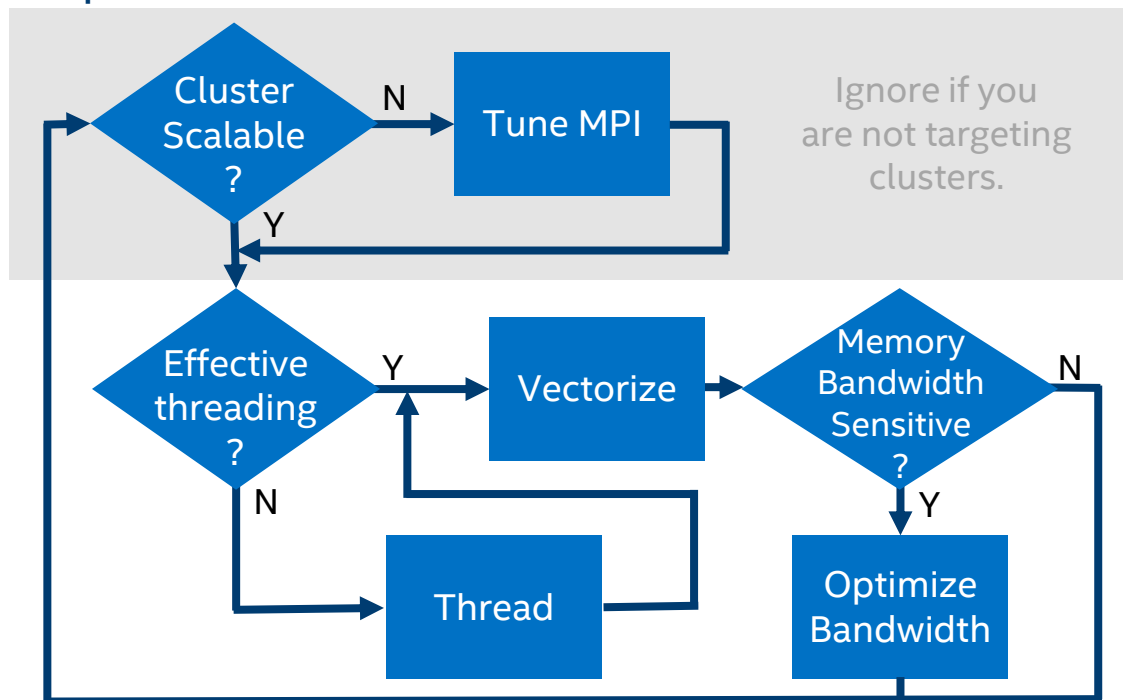 Cluster
Scalable
?
N
Tune MPI
Ignore if you
are not targeting
clusters.
Y
Effective
threading
?
Y
Vectorize
Memory
Bandwidth
Sensitive
?
N
N
Y
Thread
Optimize
Bandwidth